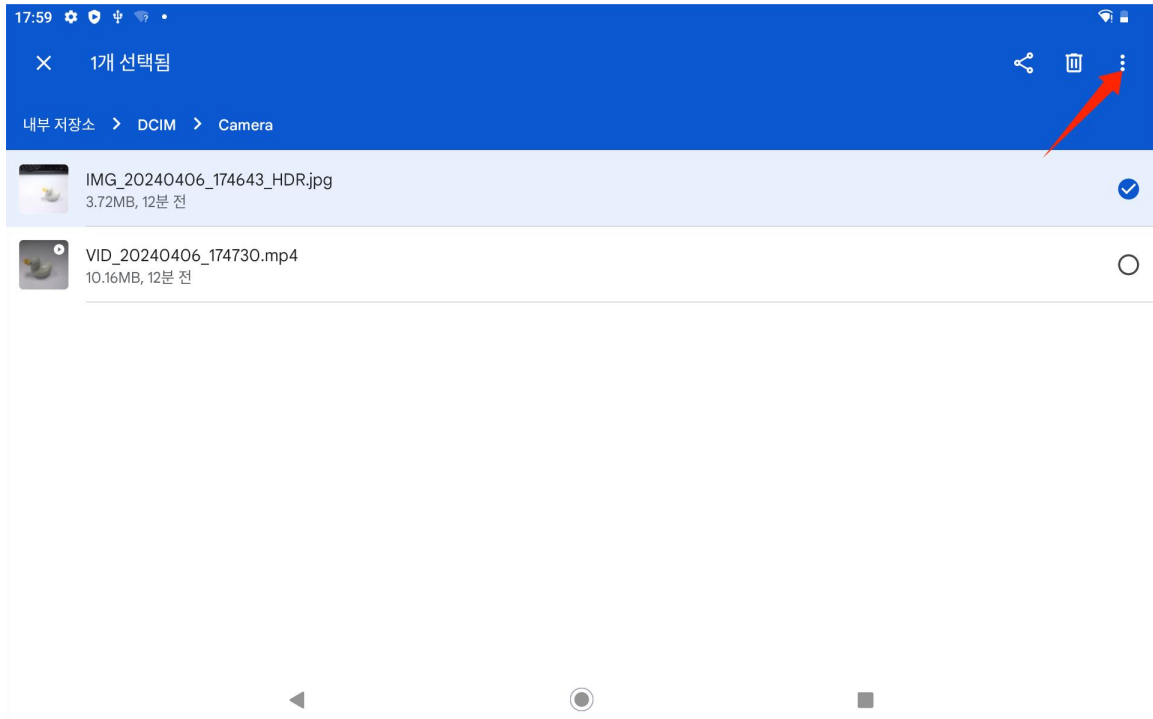 17:59
1개 선택됨
내부 저장소 > DCIM > Camera
IMG_20240406_174643_HDR.jpg
3.72MB, 12분 전
VID_20240406_174730.mp4
10.16MB, 12분 전